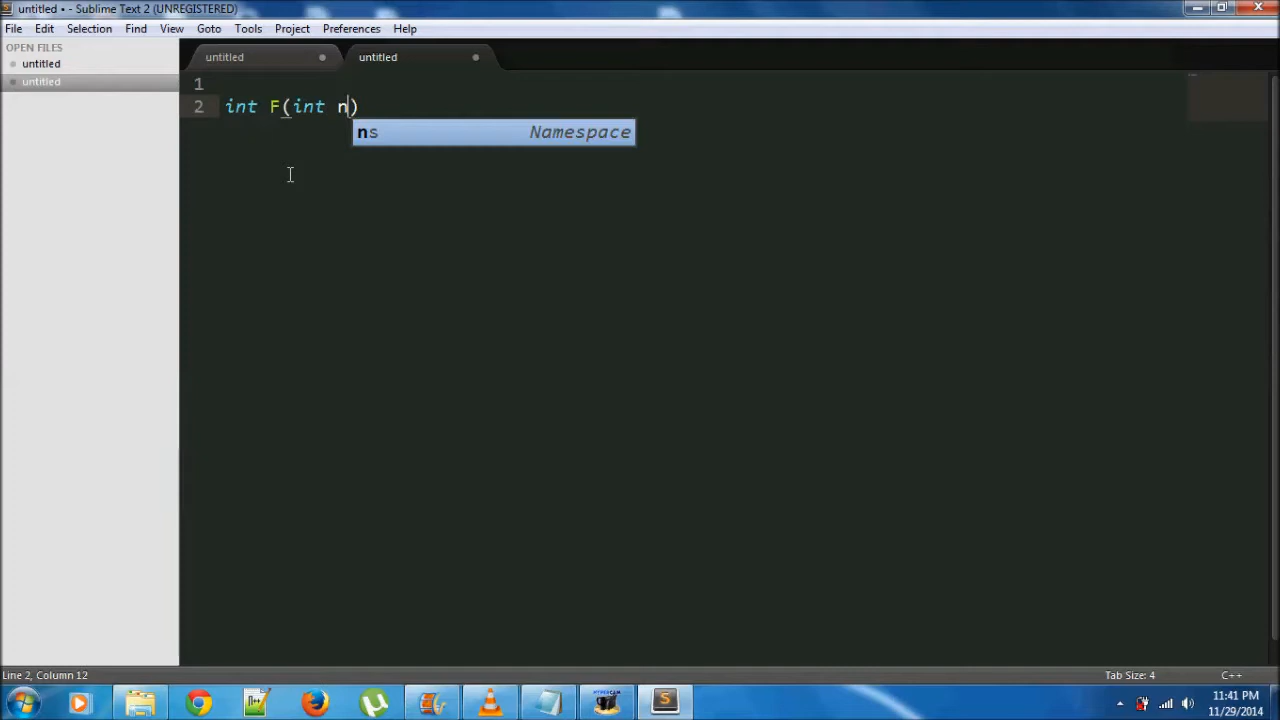 untitled • - Sublime Text 2 (UNREGISTERED)
File Edit Selection Find View Goto Tools Project Preferences Help
OPEN FILES
untitled
untitled
untitled
untitled
1
2 int F(int n)
ns Namespace
Line 2, Column 12
Tab Size: 4
C++
11:41 PM
11/29/2014